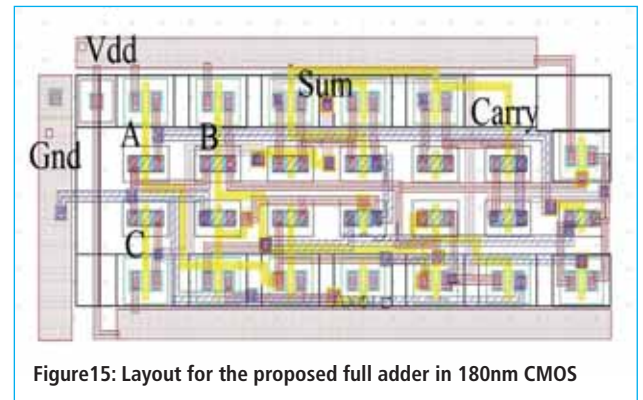 Vdd
Sum
Carry
A
B
Gnd
C
Figure15: Layout for the proposed full adder in 180nm CMOS